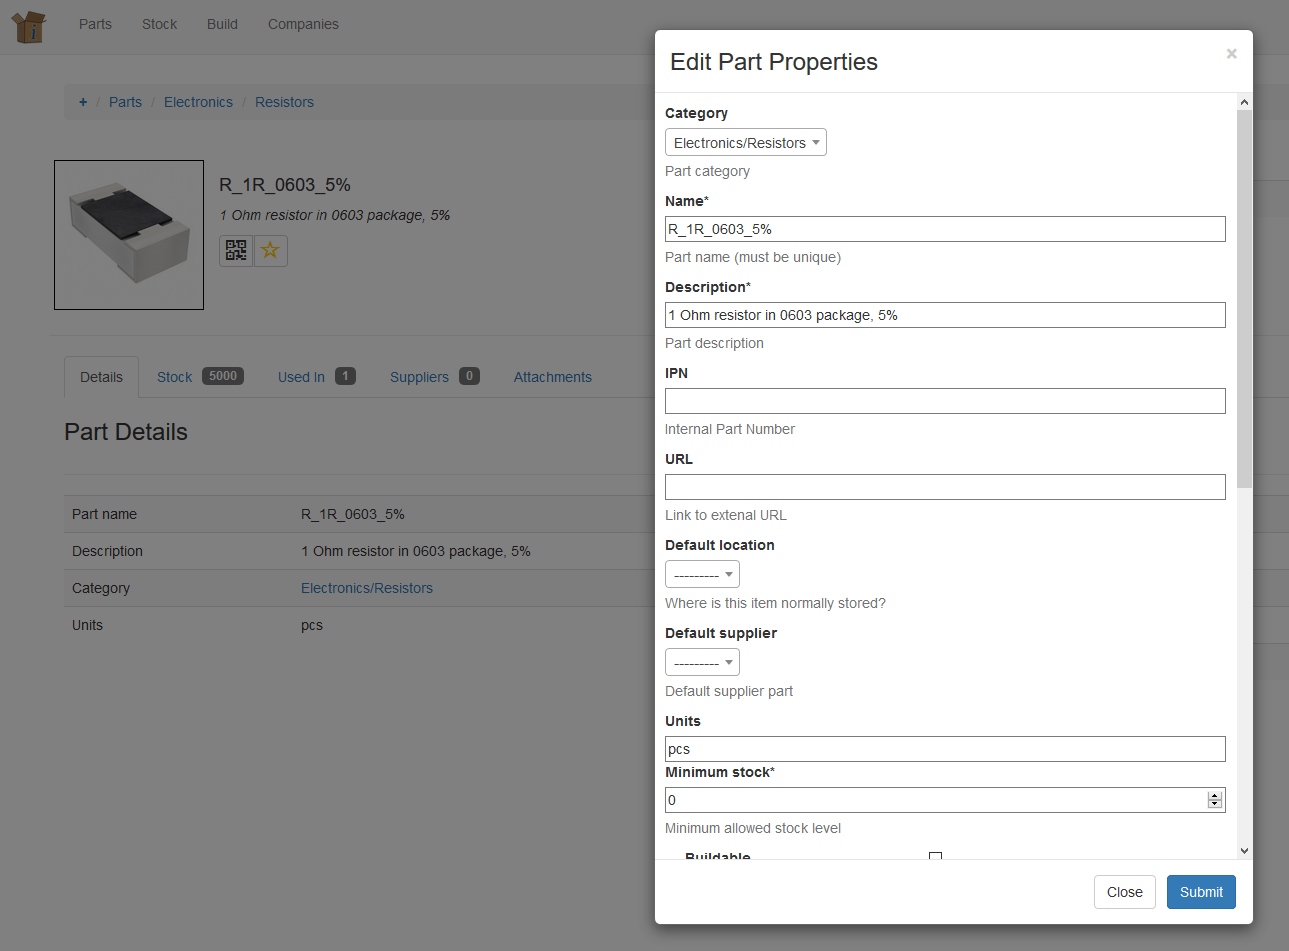 Parts Stock Build Companies
+ / Parts / Electronics / Resistors
R_1R_0603_5%
1 Ohm resistor in 0603 package, 5%
Details Stock 5000 Used In 1 Suppliers 0 Attachments
Part Details
Part name R_1R_0603_5%
Description 1 Ohm resistor in 0603 package, 5%
Category Electronics/Resistors
Units pcs
Edit Part Properties ×
Category
Electronics/Resistors
Part category
Name*
R_1R_0603_5%
Part name (must be unique)
Description*
1 Ohm resistor in 0603 package, 5%
Part description
IPN
Internal Part Number
URL
Link to extenal URL
Default location
---------
Where is this item normally stored?
Default supplier
---------
Default supplier part
Units
pcs
Minimum stock*
0
Minimum allowed stock level
Buildable
Close Submit